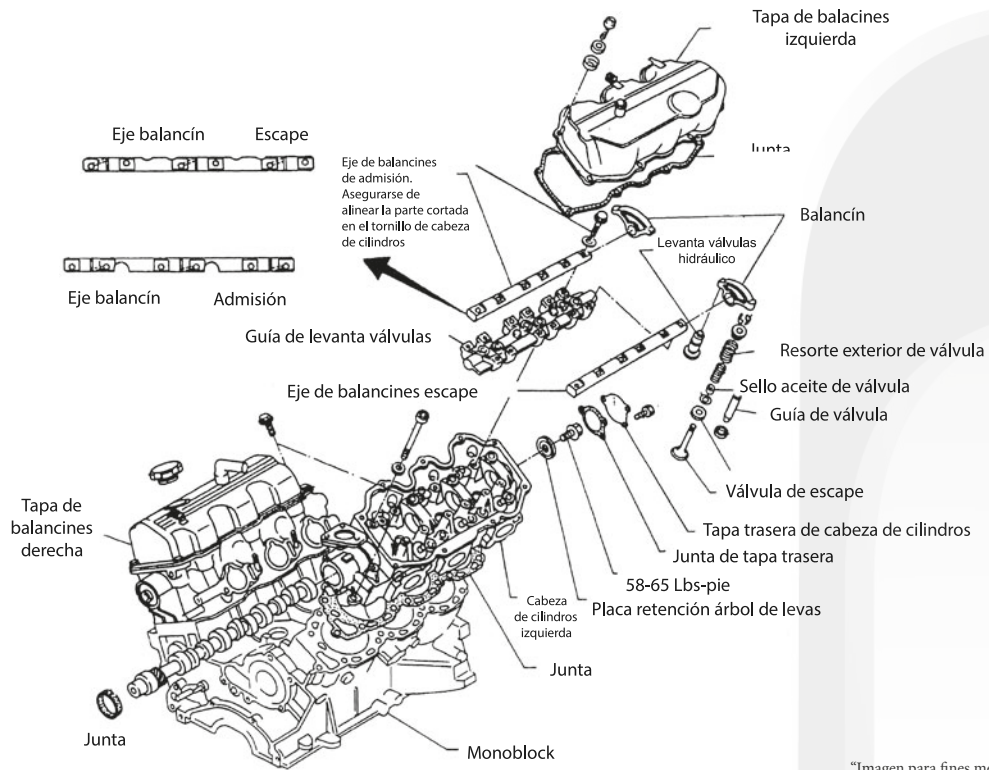 Tapa de balacines
izquierda
Eje balancín
Escape
Junta
Eje de balancines
de admisión.
Asegurarse de
alinear la parte cortada
en el tornillo de cabeza
de cilindros
Balancín
Levanta válvulas
hidráulico
Eje balancín
Admisión
Guía de levanta válvulas
Resorte exterior de válvula
Eje de balancines escape
Sello aceite de válvula
Guía de válvula
Válvula de escape
Tapa de
balancines
derecha
Tapa trasera de cabeza de cilindros
Junta de tapa trasera
58-65 Lbs-pie
Placa retención árbol de levas
Cabeza
de cilindros
izquierda
Junta
Junta
Monoblock
“Imagen para fines